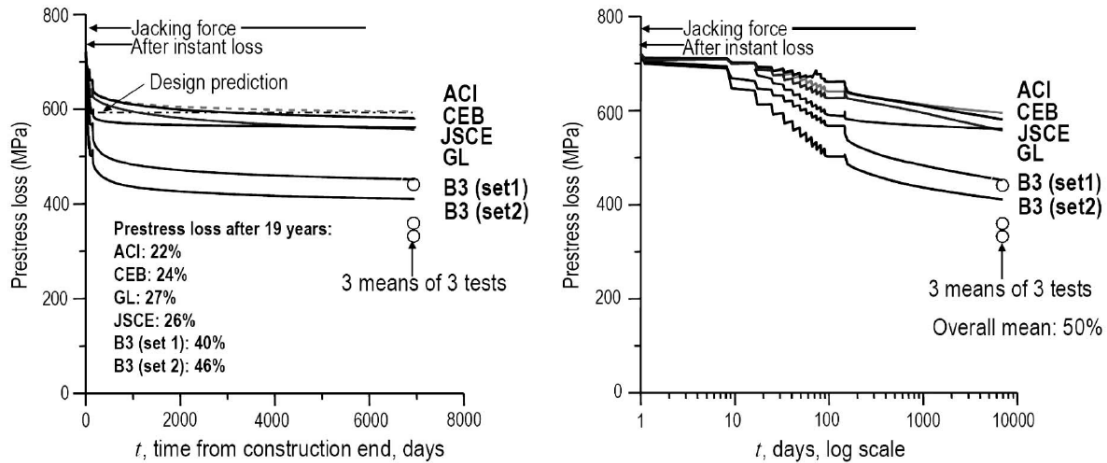 800
600
400
200
0
Prestress loss (MPa)
Jacking force
After instant loss
Design prediction
ACI
CEB
JSCE
GL
B3 (set1)
B3 (set2)
Prestress loss after 19 years:
ACI: 22%
CEB: 24%
GL: 27%
JSCE: 26%
B3 (set 1): 40%
B3 (set 2): 46%
3 means of 3 tests
0 2000 4000 6000 8000
t, time from construction end, days
800
600
400
200
0
Prestress loss (MPa)
Jacking force
After instant loss
ACI
CEB
JSCE
GL
B3 (set1)
B3 (set2)
3 means of 3 tests
Overall mean: 50%
1 10 100 1000 10000
t, days, log scale